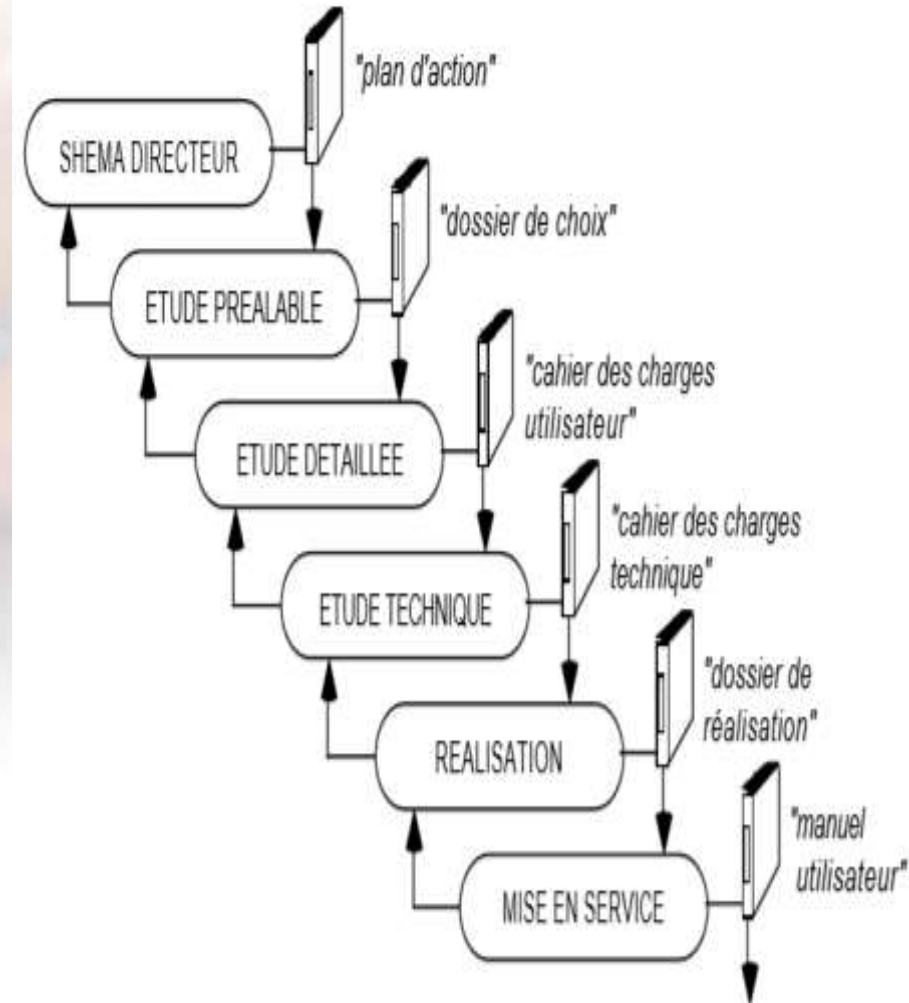 "plan d'action"
SHEMA DIRECTEUR
"dossier de choix"
ETUDE PREALABLE
"cahier des charges
utilisateur"
ETUDE DETAILLEE
"cahier des charges
technique"
ETUDE TECHNIQUE
"dossier de
réalisation"
REALISATION
"manuel
utilisateur"
MISE EN SERVICE